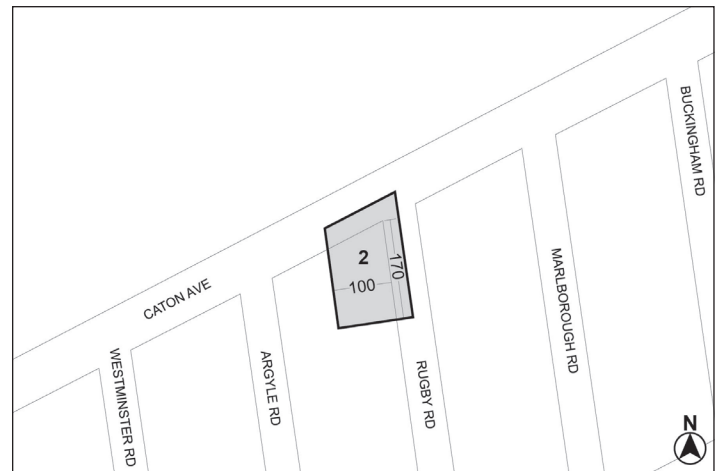 BUCKINGHAM RD
MARLBOROUGH RD
2
170
100
CATON AVE
WESTMINSTER RD
ARGYLE RD
RUGBY RD
N